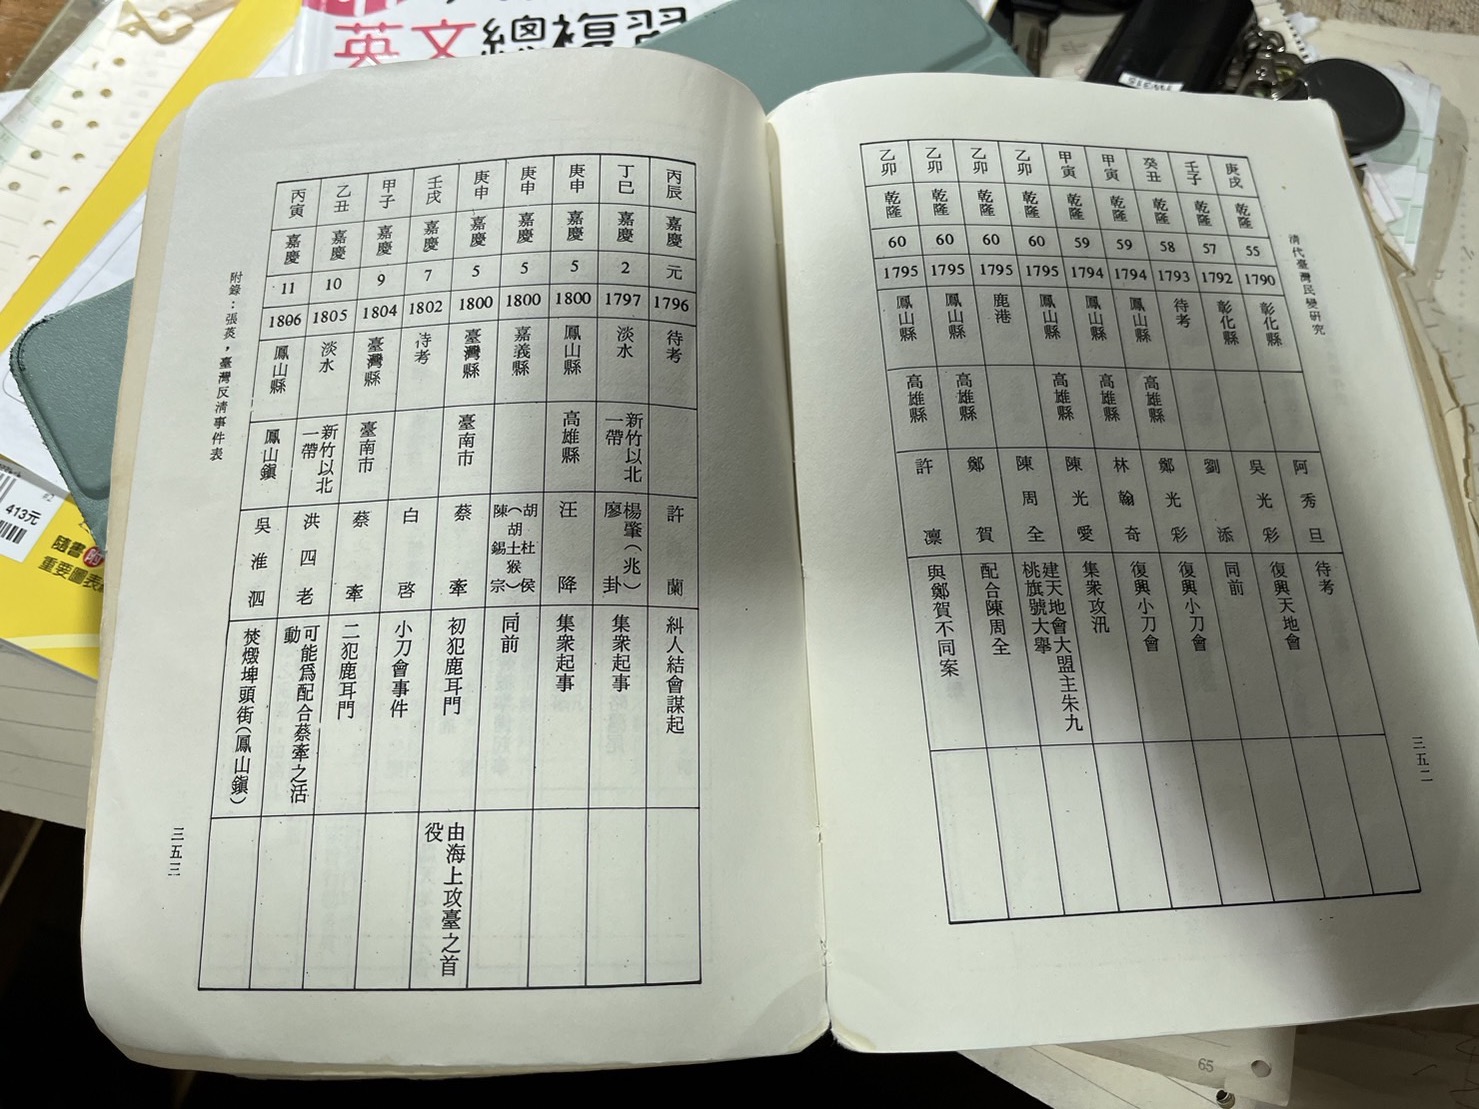 英文總複習
清代臺灣民變研究
三五二
庚戌 乾隆 55 1790 彰化縣 阿秀旦 待考
壬子 乾隆 57 1792 彰化縣 吳光彩 復興天地會
癸丑 乾隆 58 1793 待考 劉添 同前
甲寅 乾隆 59 1794 鳳山縣 高雄縣 鄭光彩 復興小刀會
甲寅 乾隆 59 1794 鳳山縣 高雄縣 林翰奇 復興小刀會
乙卯 乾隆 60 1795 鳳山縣 高雄縣 陳光愛 集衆攻汛
乙卯 乾隆 60 1795 鹿港 陳周全 建天地會大盟主朱九
桃旗號大舉
乙卯 乾隆 60 1795 鳳山縣 高雄縣 鄭賀 配合陳周全
乙卯 乾隆 60 1795 鳳山縣 高雄縣 許凜 與鄭賀不同案
丙辰 嘉慶 元 1796 待考 許蘭 糾人結會謀起
丁巳 嘉慶 2 1797 淡水 新竹以北一帶 楊肇(兆) 廖卦 集衆起事
庚申 嘉慶 5 1800 鳳山縣 高雄縣 汪降 集衆起事
庚申 嘉慶 5 1800 嘉義縣 胡杜侯(胡土猴) 陳錫宗 同前
庚申 嘉慶 5 1800 臺灣縣 臺南市 蔡牽 初犯鹿耳門 由海上攻臺之首
役
壬戌 嘉慶 7 1802 待考 白啓 小刀會事件
甲子 嘉慶 9 1804 臺灣縣 臺南市 蔡牽 二犯鹿耳門
乙丑 嘉慶 10 1805 淡水 新竹以北一帶 洪四老 可能爲配合蔡牽之活
動
丙寅 嘉慶 11 1806 鳳山縣 鳳山鎭 吳淮泗 焚燬埤頭街(鳳山鎭)
附錄：張菼，臺灣反清事件表
三五三
413元
隨書附
重要圖表
65